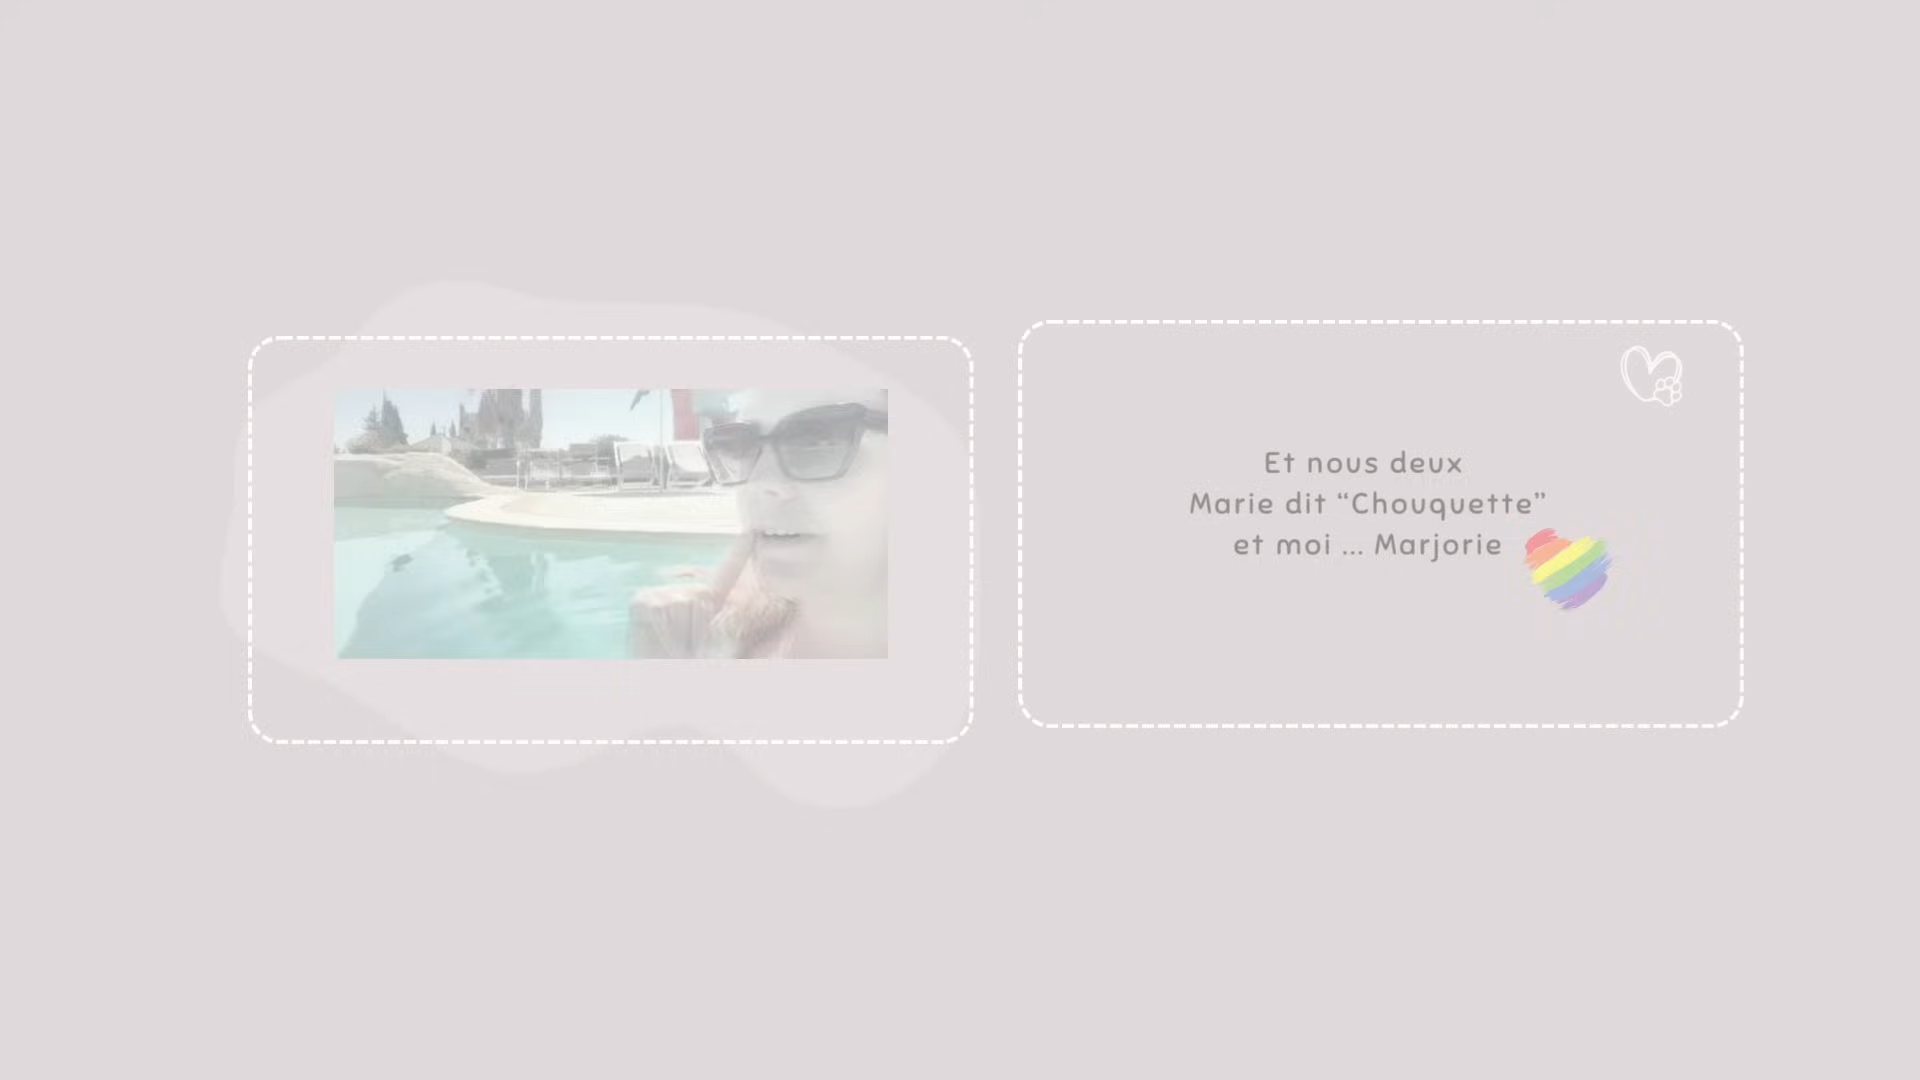 Et nous deux
Marie dit “Chouquette”
et moi ... Marjorie